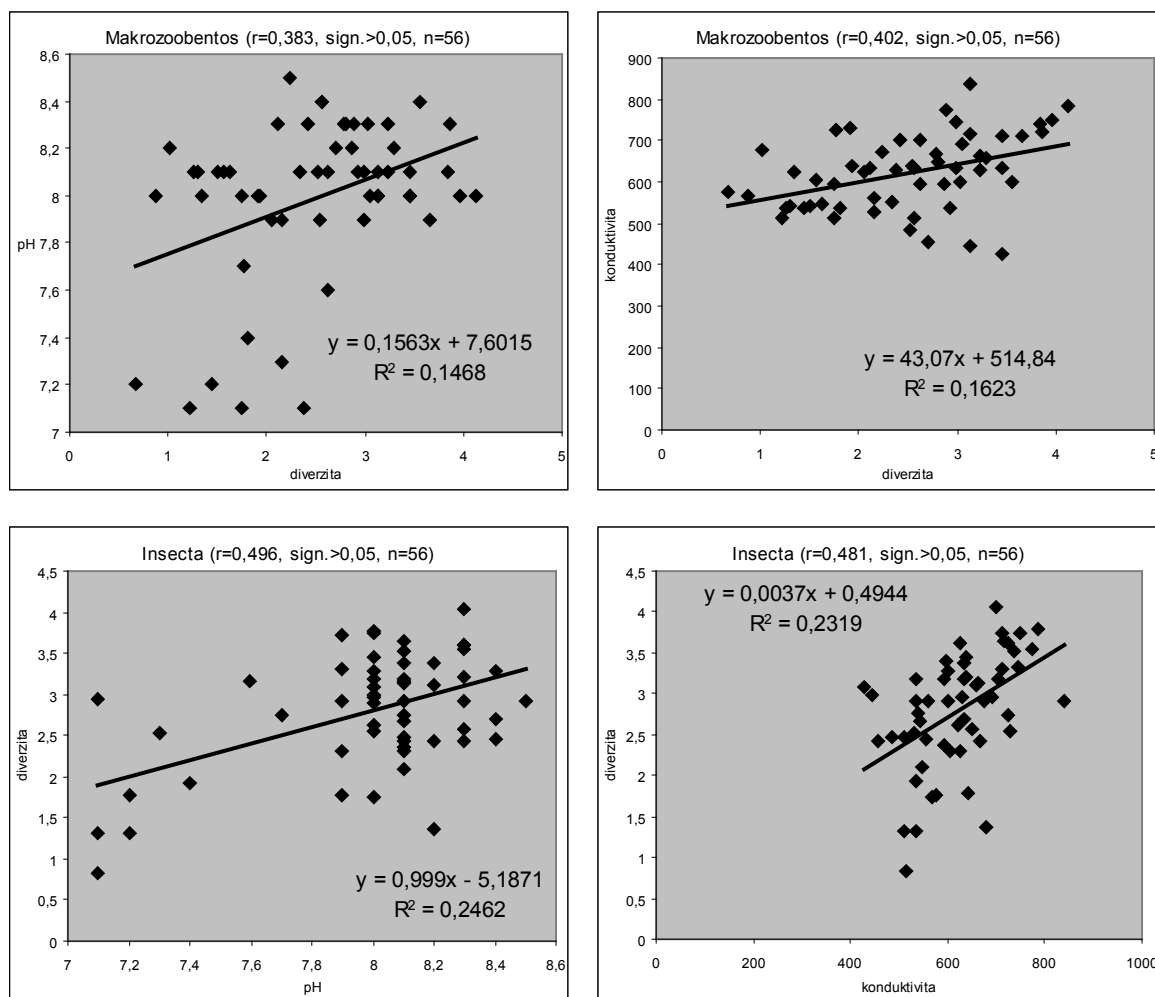 Makrozoobentos (r=0,383, sign.>0,05, n=56)
8,6
8,4
8,2
8
pH 7,8
7,6
7,4
7,2
7
0 1 2 3 4 5
diverzita
y = 0,1563x + 7,6015
R² = 0,1468
Makrozoobentos (r=0,402, sign.>0,05, n=56)
900
800
700
600
500
400
300
200
100
0
konduktivita
0 1 2 3 4 5
diverzita
y = 43,07x + 514,84
R² = 0,1623
Insecta (r=0,496, sign.>0,05, n=56)
4,5
4
3,5
3
2,5
2
1,5
1
0,5
0
diverzita
7 7,2 7,4 7,6 7,8 8 8,2 8,4 8,6
pH
y = 0,999x - 5,1871
R² = 0,2462
Insecta (r=0,481, sign.>0,05, n=56)
4,5
4
3,5
3
2,5
2
1,5
1
0,5
0
diverzita
0 200 400 600 800 1000
konduktivita
y = 0,0037x + 0,4944
R² = 0,2319